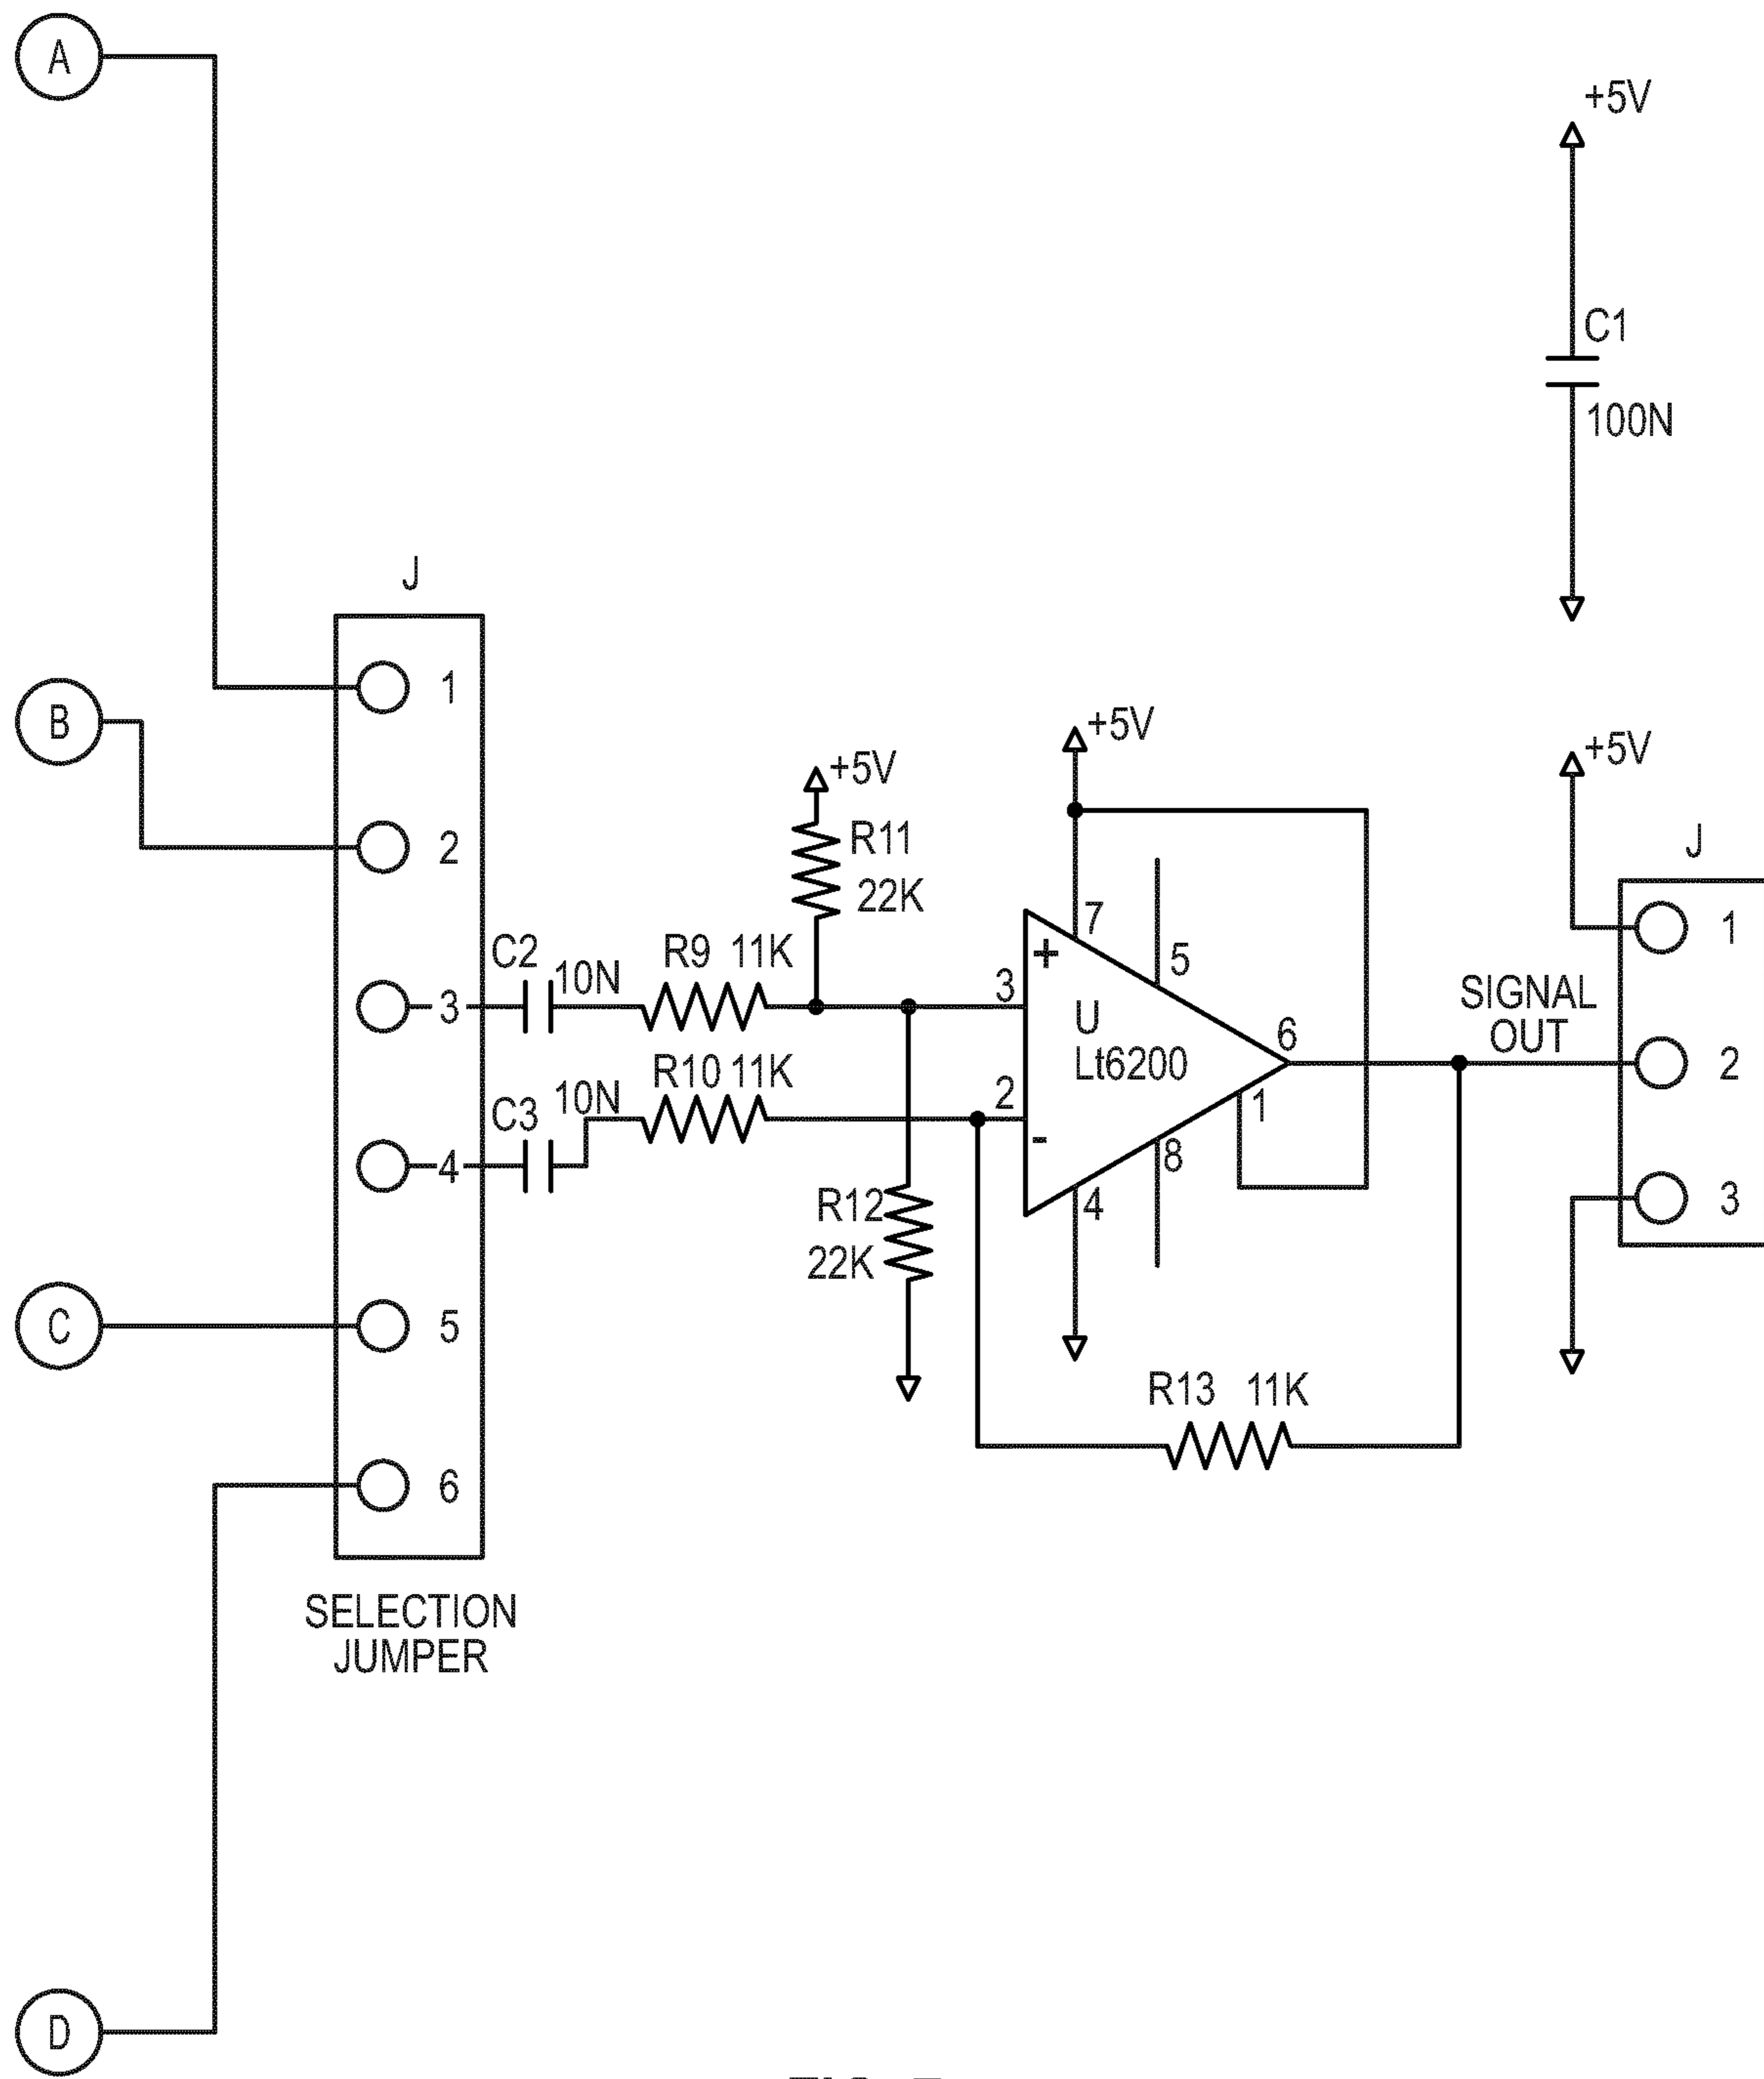 A
+5V
C1
100N
J
1
B
+5V
+5V
+5V
J
2
R11
22K
7
1
C2
10N
R9 11K
+
5
3
3
SIGNAL
OUT
U
Lt6200
6
2
R10 11K
10N
C3
2
1
-
8
4
4
3
R12
22K
C
5
R13 11K
6
SELECTION
JUMPER
D